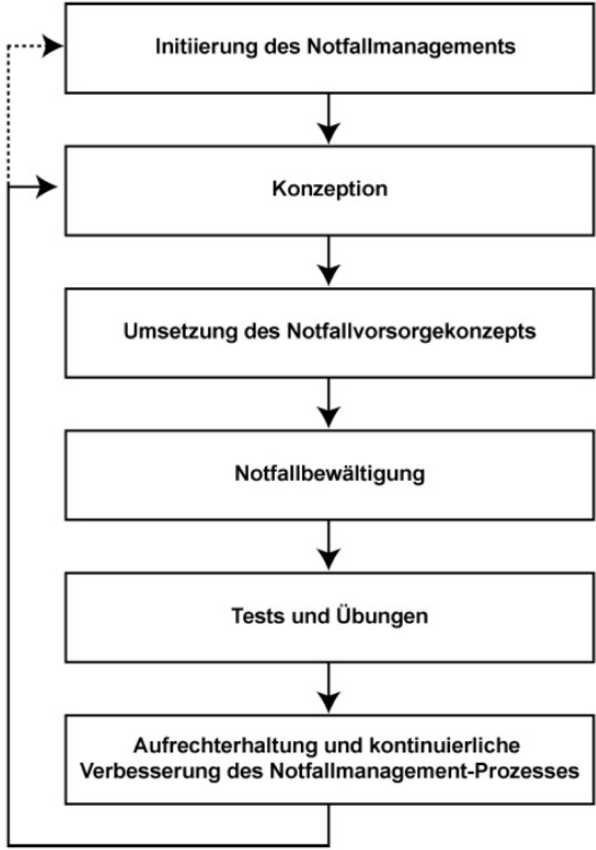 Initiierung des Notfallmanagements
Konzeption
Umsetzung des Notfallvorsorgekonzepts
Notfallbewältigung
Tests und Übungen
Aufrechterhaltung und kontinuierliche
Verbesserung des Notfallmanagement-Prozesses